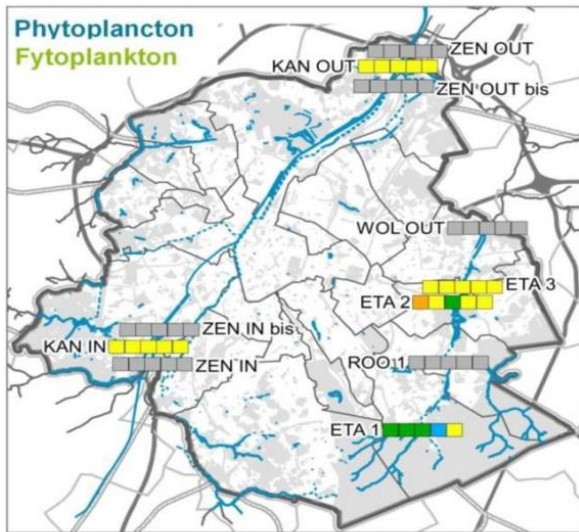 Phytoplancton
Fytoplankton
ZEN OUT
KAN OUT
ZEN OUT bis
WOL OUT
ETA 3
ETA 2
ZEN IN bis
KAN IN
ZEN IN
ROO 1
ETA 1